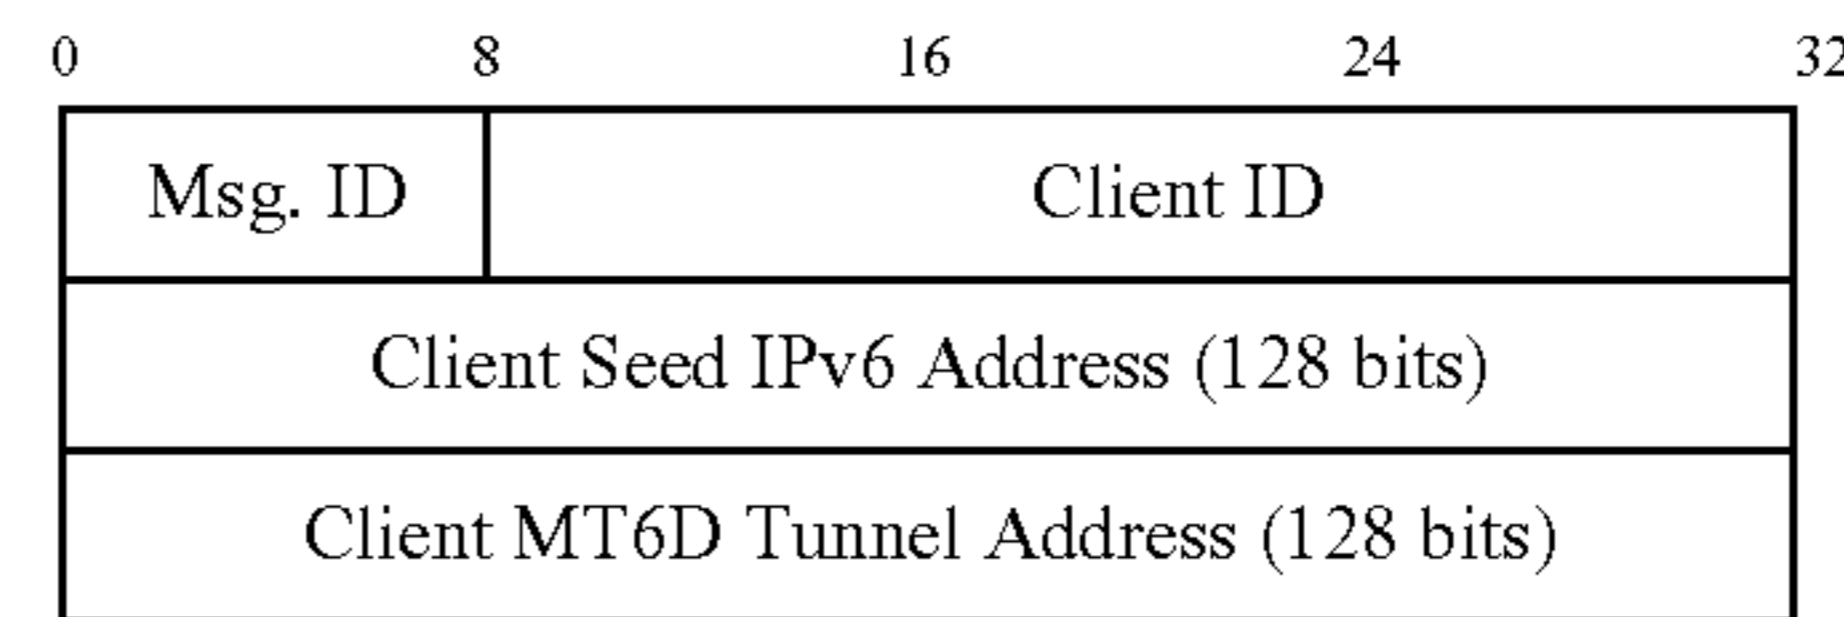 0 8 16 24 32
Msg. ID Client ID
Client Seed IPv6 Address (128 bits)
Client MT6D Tunnel Address (128 bits)